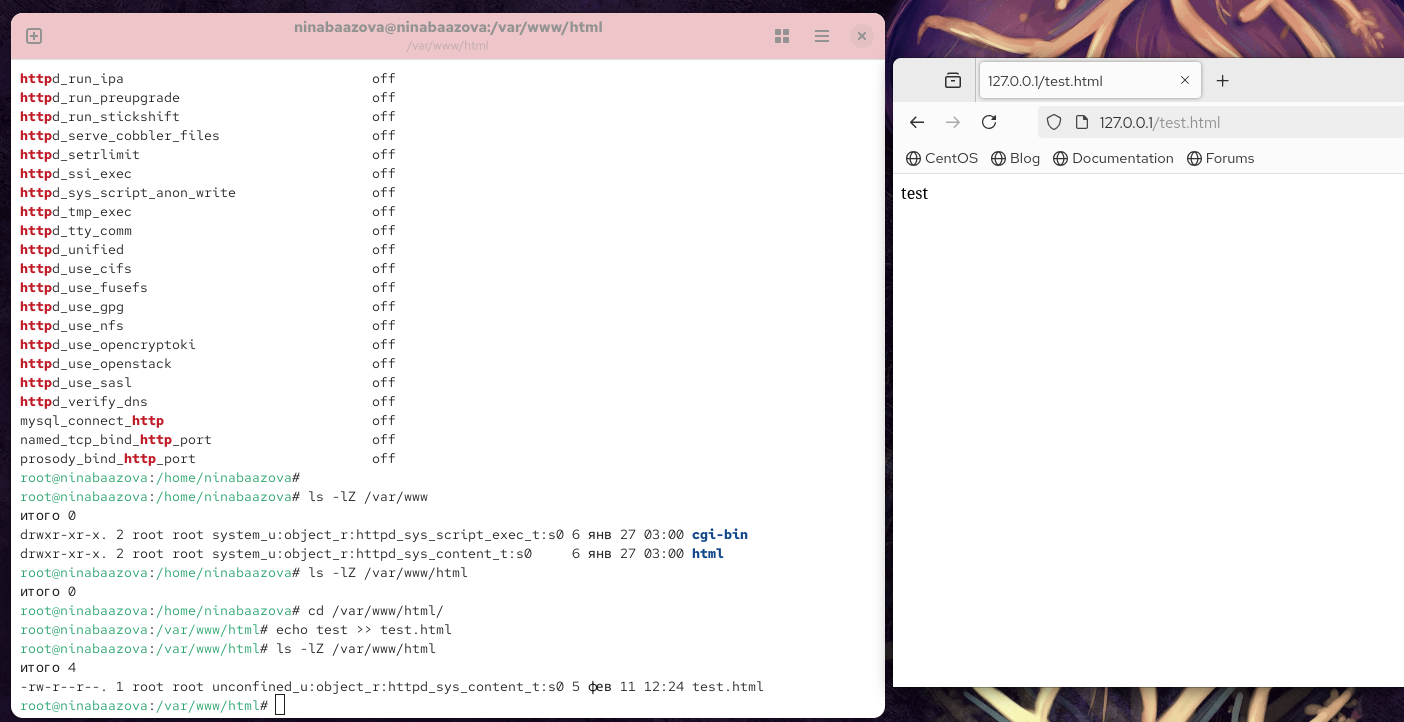 ninabaazova@ninabaazova:/var/www/html
/var/www/html
httpd_run_ipa                               off
httpd_run_preupgrade                        off
httpd_run_stickshift                        off
httpd_serve_cobbler_files                   off
httpd_setrlimit                             off
httpd_ssi_exec                              off
httpd_sys_script_anon_write                 off
httpd_tmp_exec                              off
httpd_tty_comm                              off
httpd_unified                               off
httpd_use_cifs                              off
httpd_use_fusefs                            off
httpd_use_gpg                               off
httpd_use_nfs                               off
httpd_use_opencryptoki                      off
httpd_use_openstack                         off
httpd_use_sasl                              off
httpd_verify_dns                            off
mysql_connect_http                          off
named_tcp_bind_http_port                    off
prosody_bind_http_port                      off
root@ninabaazova:/home/ninabaazova#
root@ninabaazova:/home/ninabaazova# ls -lZ /var/www
итого 0
drwxr-xr-x. 2 root root system_u:object_r:httpd_sys_script_exec_t:s0 6 янв 27 03:00 cgi-bin
drwxr-xr-x. 2 root root system_u:object_r:httpd_sys_content_t:s0     6 янв 27 03:00 html
root@ninabaazova:/home/ninabaazova# ls -lZ /var/www/html
итого 0
root@ninabaazova:/home/ninabaazova# cd /var/www/html/
root@ninabaazova:/var/www/html# echo test >> test.html
root@ninabaazova:/var/www/html# ls -lZ /var/www/html
итого 4
-rw-r--r--. 1 root root unconfined_u:object_r:httpd_sys_content_t:s0 5 фев 11 12:24 test.html
root@ninabaazova:/var/www/html#
127.0.0.1/test.html
127.0.0.1/test.html
CentOS Blog Documentation Forums
test